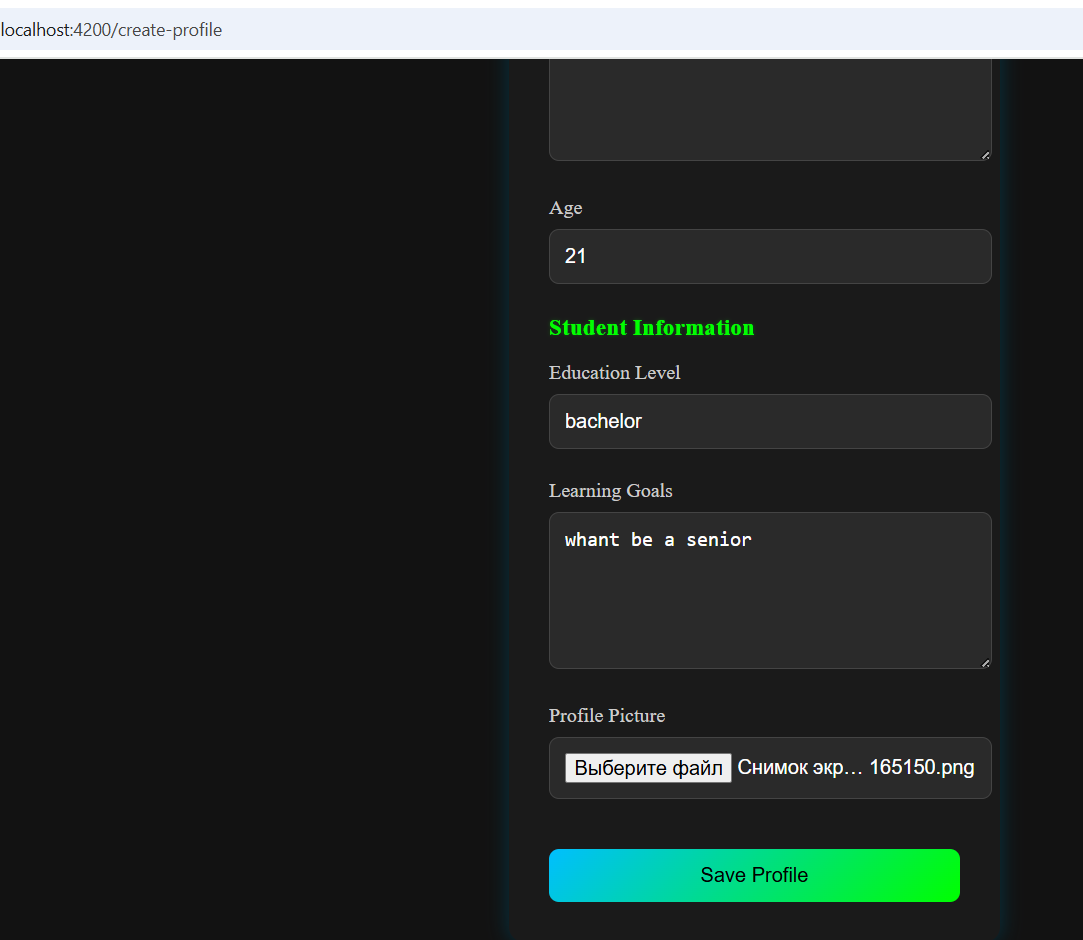 localhost:4200/create-profile
Age
21
Student Information
Education Level
bachelor
Learning Goals
whant be a senior
Profile Picture
Выберите файл Снимок экр... 165150.png
Save Profile